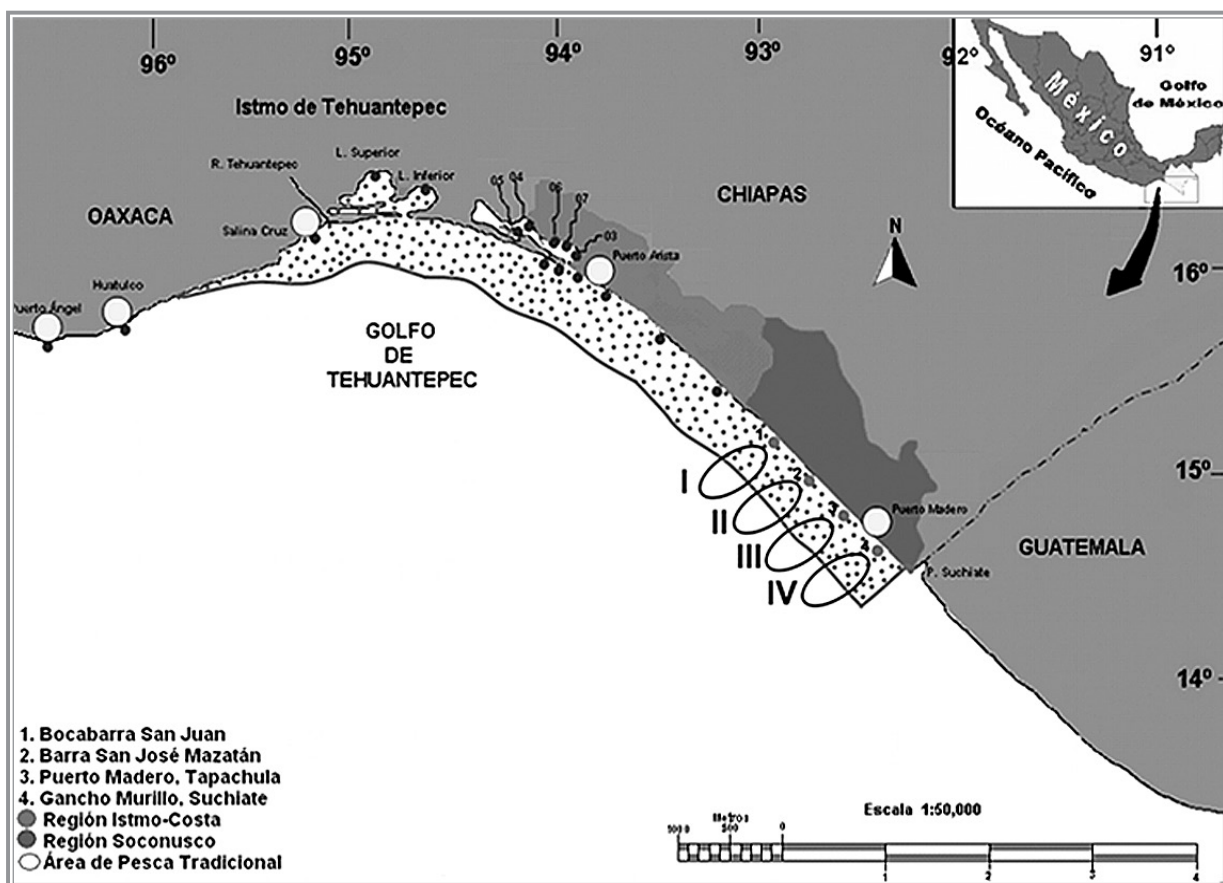 96º
95º
94º
93º
92º
91º
México
Golfo
de México
Océano Pacífico
Istmo de Tehuantepec
L. Superior
R. Tehuantepec
L. Inferior
05
04
06
07
03
CHIAPAS
OAXACA
Salina Cruz
Puerto Arista
N
16º
Huatulco
Puerto Ángel
GOLFO
DE
TEHUANTEPEC
1
2
3
4
I
II
III
IV
15º
Puerto Madero
GUATEMALA
P. Suchiate
14º
1. Bocabarra San Juan
2. Barra San José Mazatán
3. Puerto Madero, Tapachula
4. Gancho Murillo, Suchiate
Región Istmo-Costa
Región Soconusco
Área de Pesca Tradicional
Escala 1:50,000
Metros
500
0
1
2
3
4